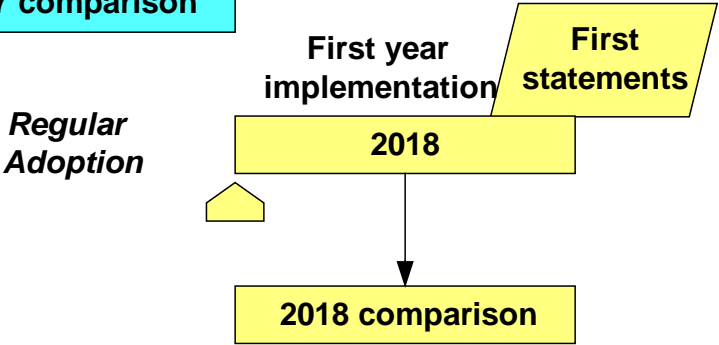 comparison
First year
implementation
First
statements
Regular
Adoption
2018
2018 comparison